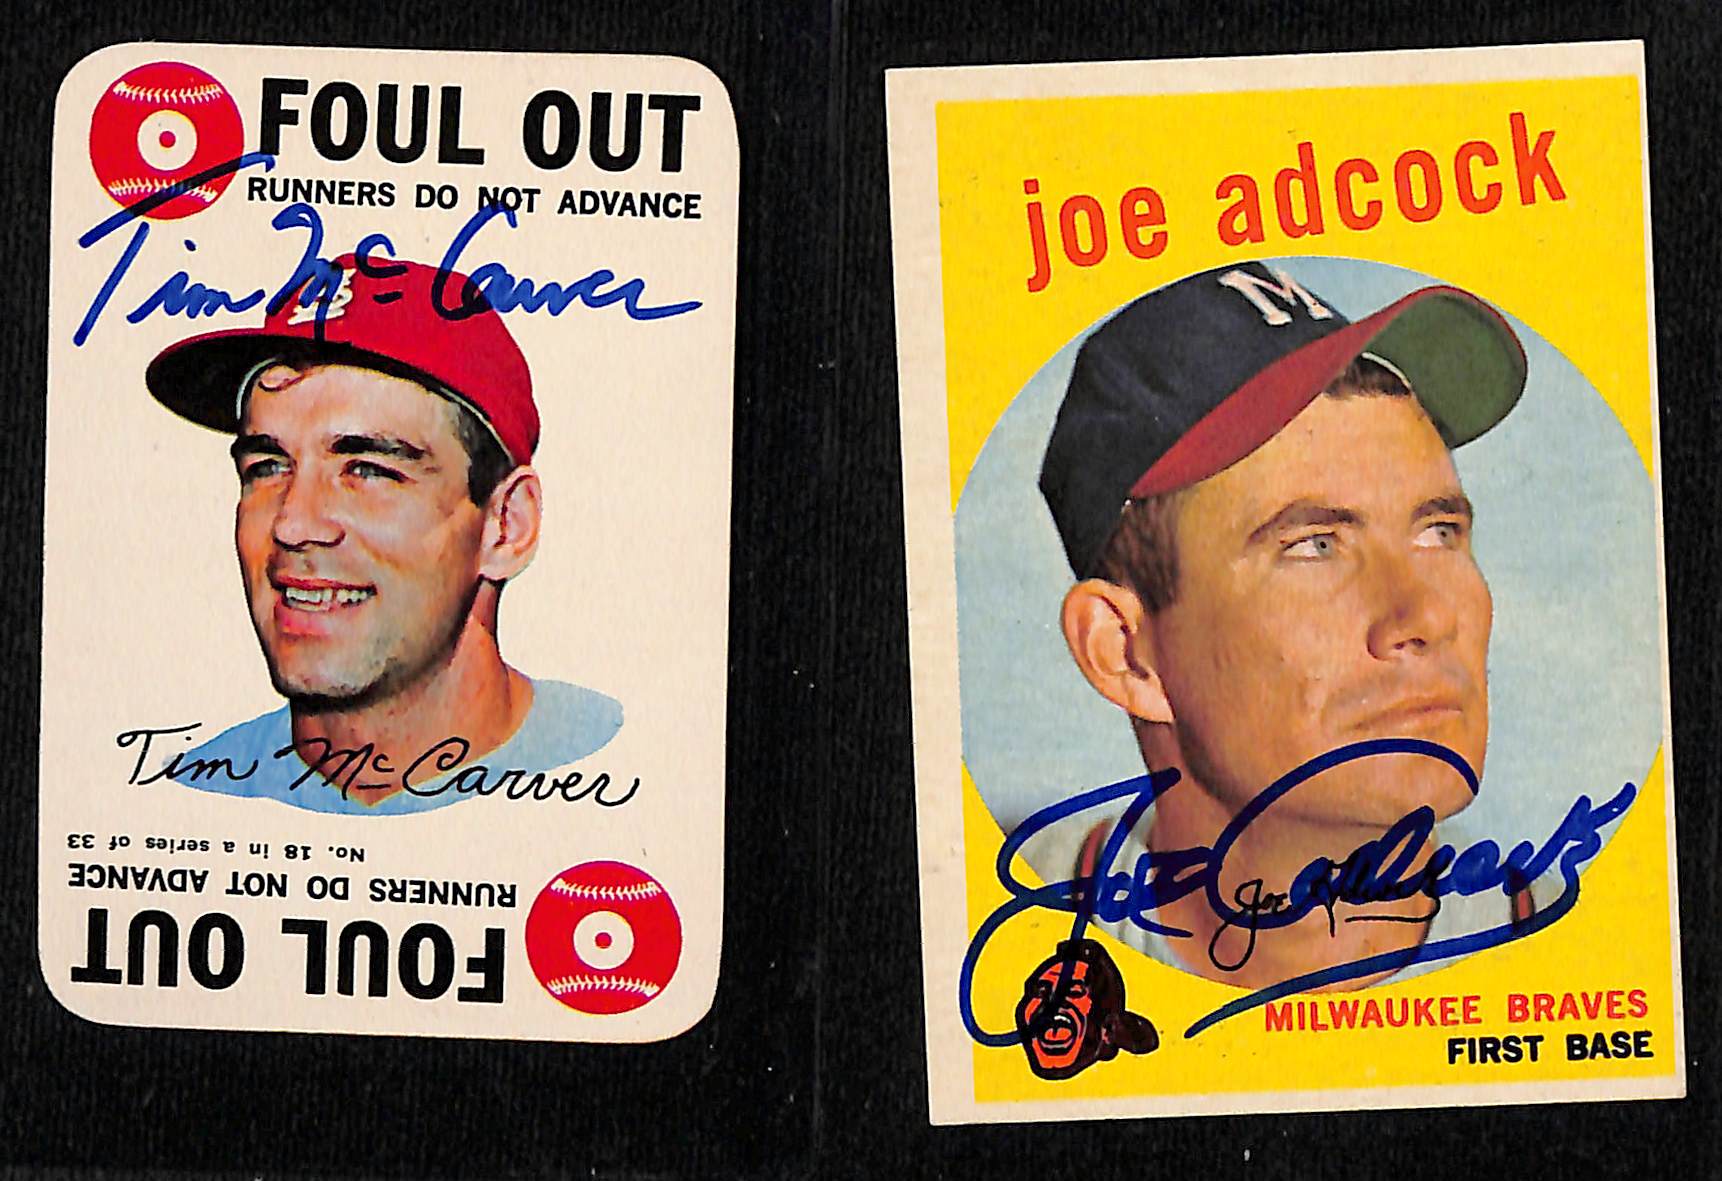 FOUL OUT
RUNNERS DO NOT ADVANCE
Tim McCarver
Tim McCarver
No. 18 in a series of 33
RUNNERS DO NOT ADVANCE
FOUL OUT
joe adcock
M
Joe Adcock
Joe Adcock
MILWAUKEE BRAVES
FIRST BASE